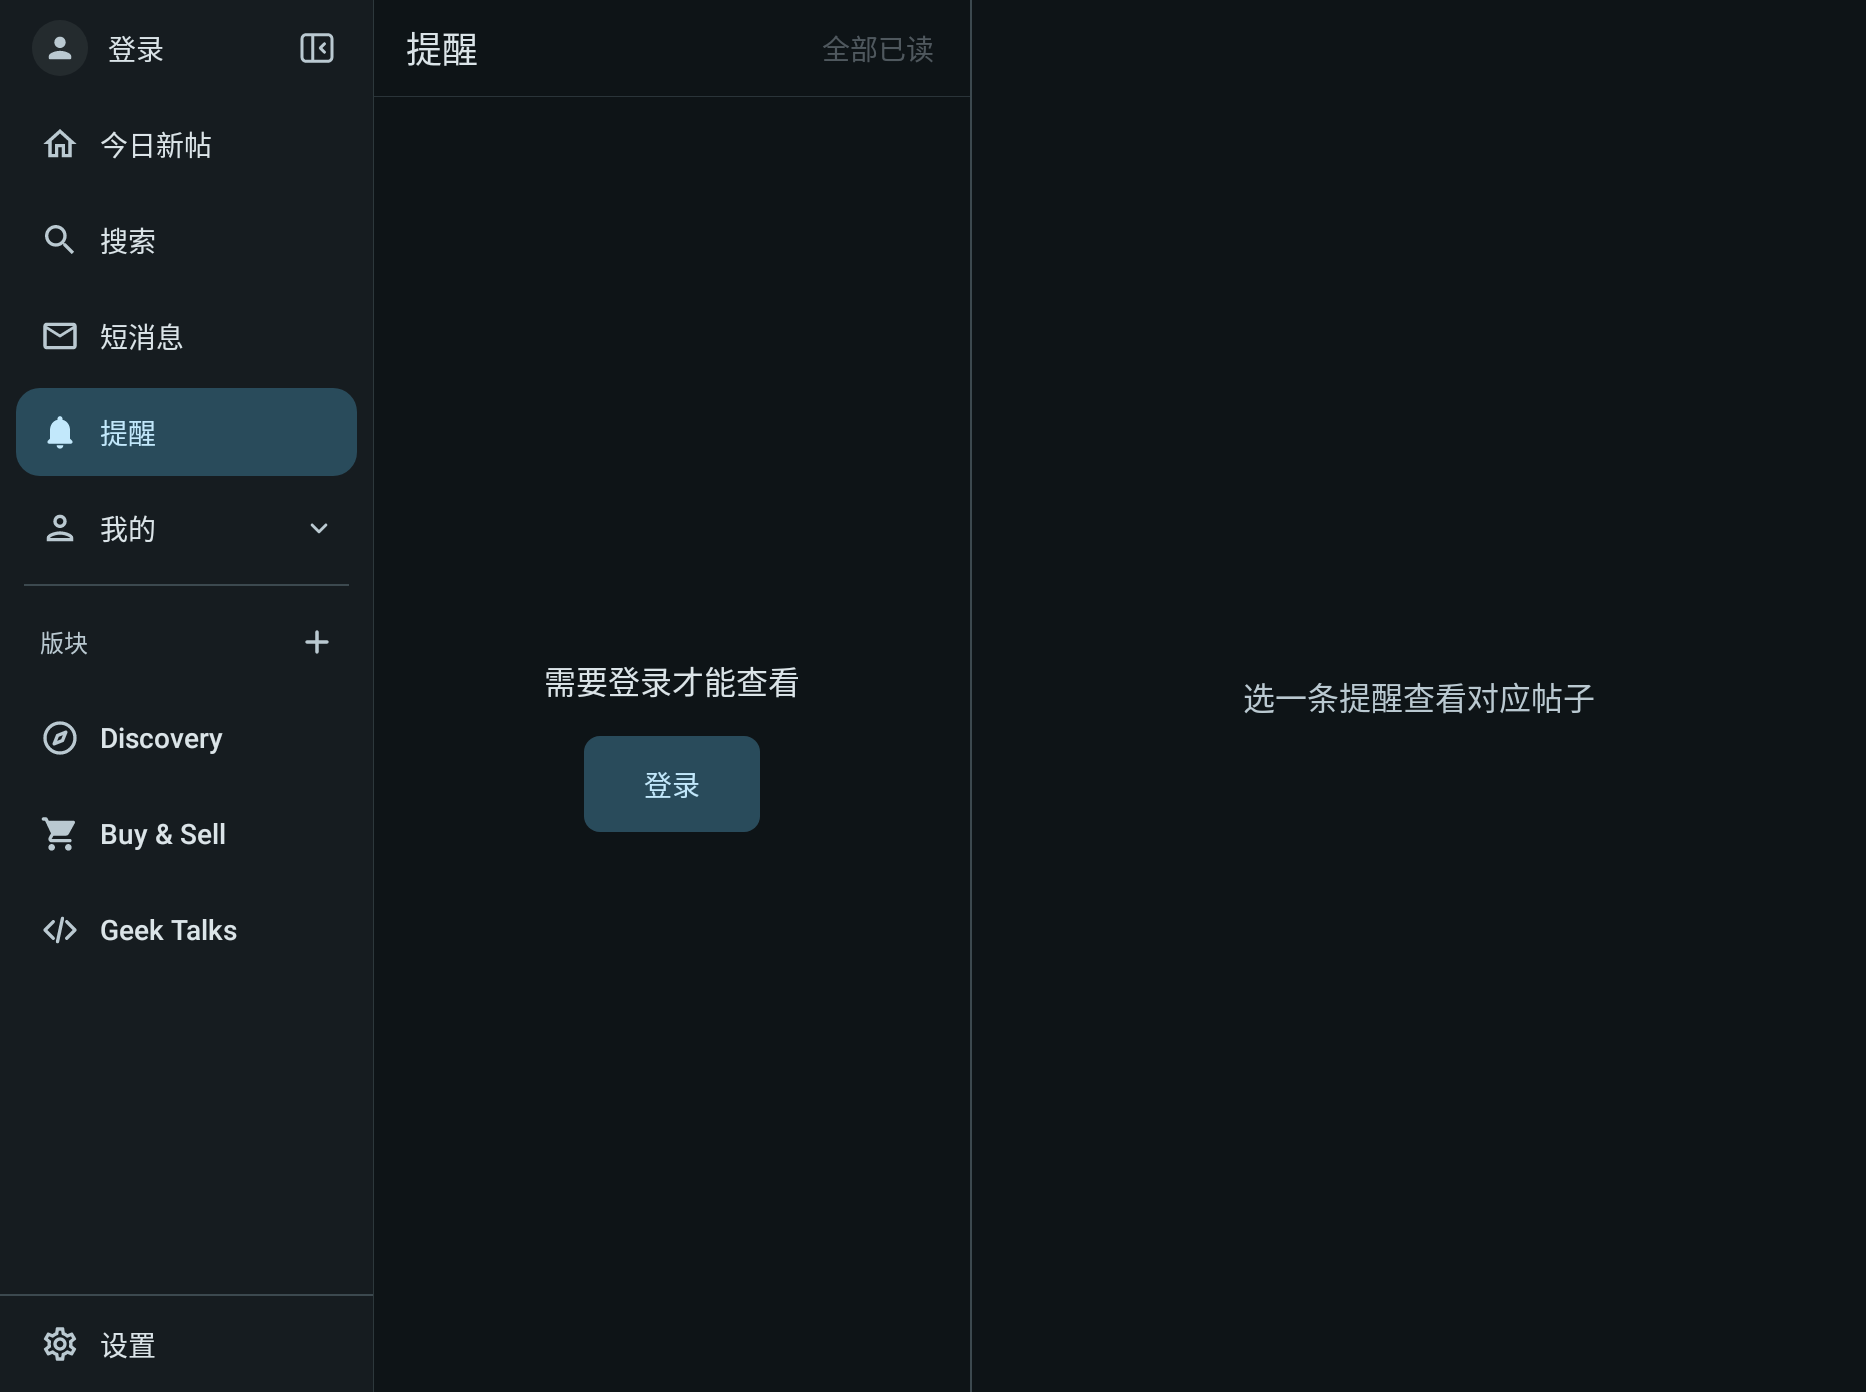 登录
今日新帖
搜索
短消息
提醒
我的
版块
Discovery
Buy & Sell
Geek Talks
设置
提醒
全部已读
需要登录才能查看
登录
选一条提醒查看对应帖子